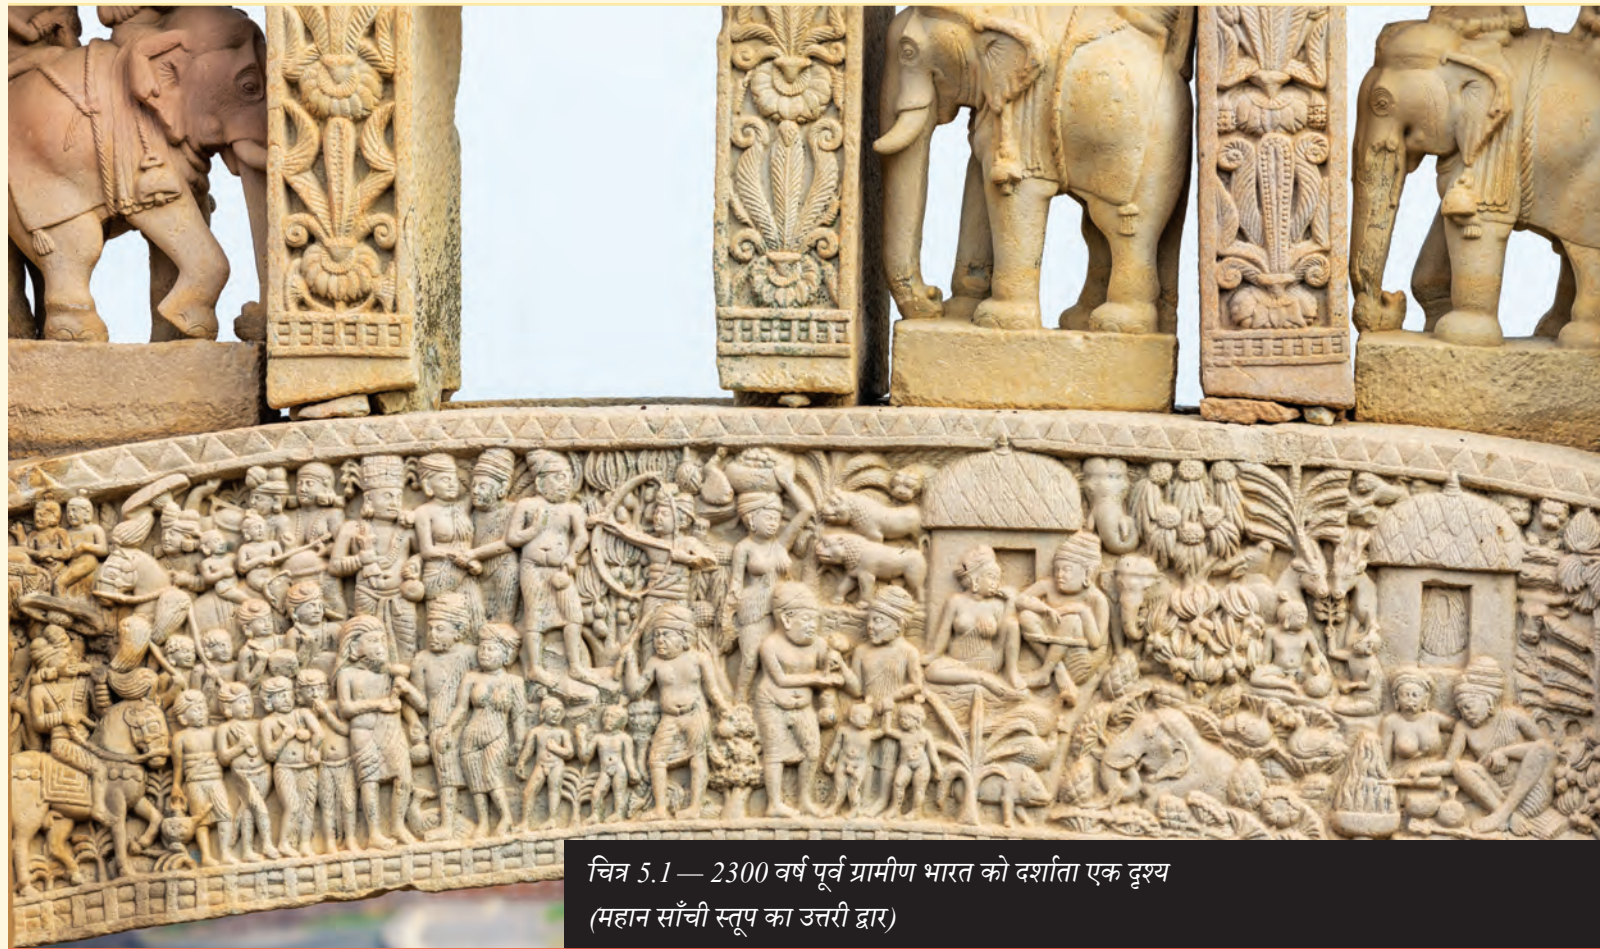 चित्र 5.1— 2300 वर्ष पूर्व ग्रामीण भारत को दर्शाता एक दृश्य
(महान साँची स्तूप का उत्तरी द्वार)